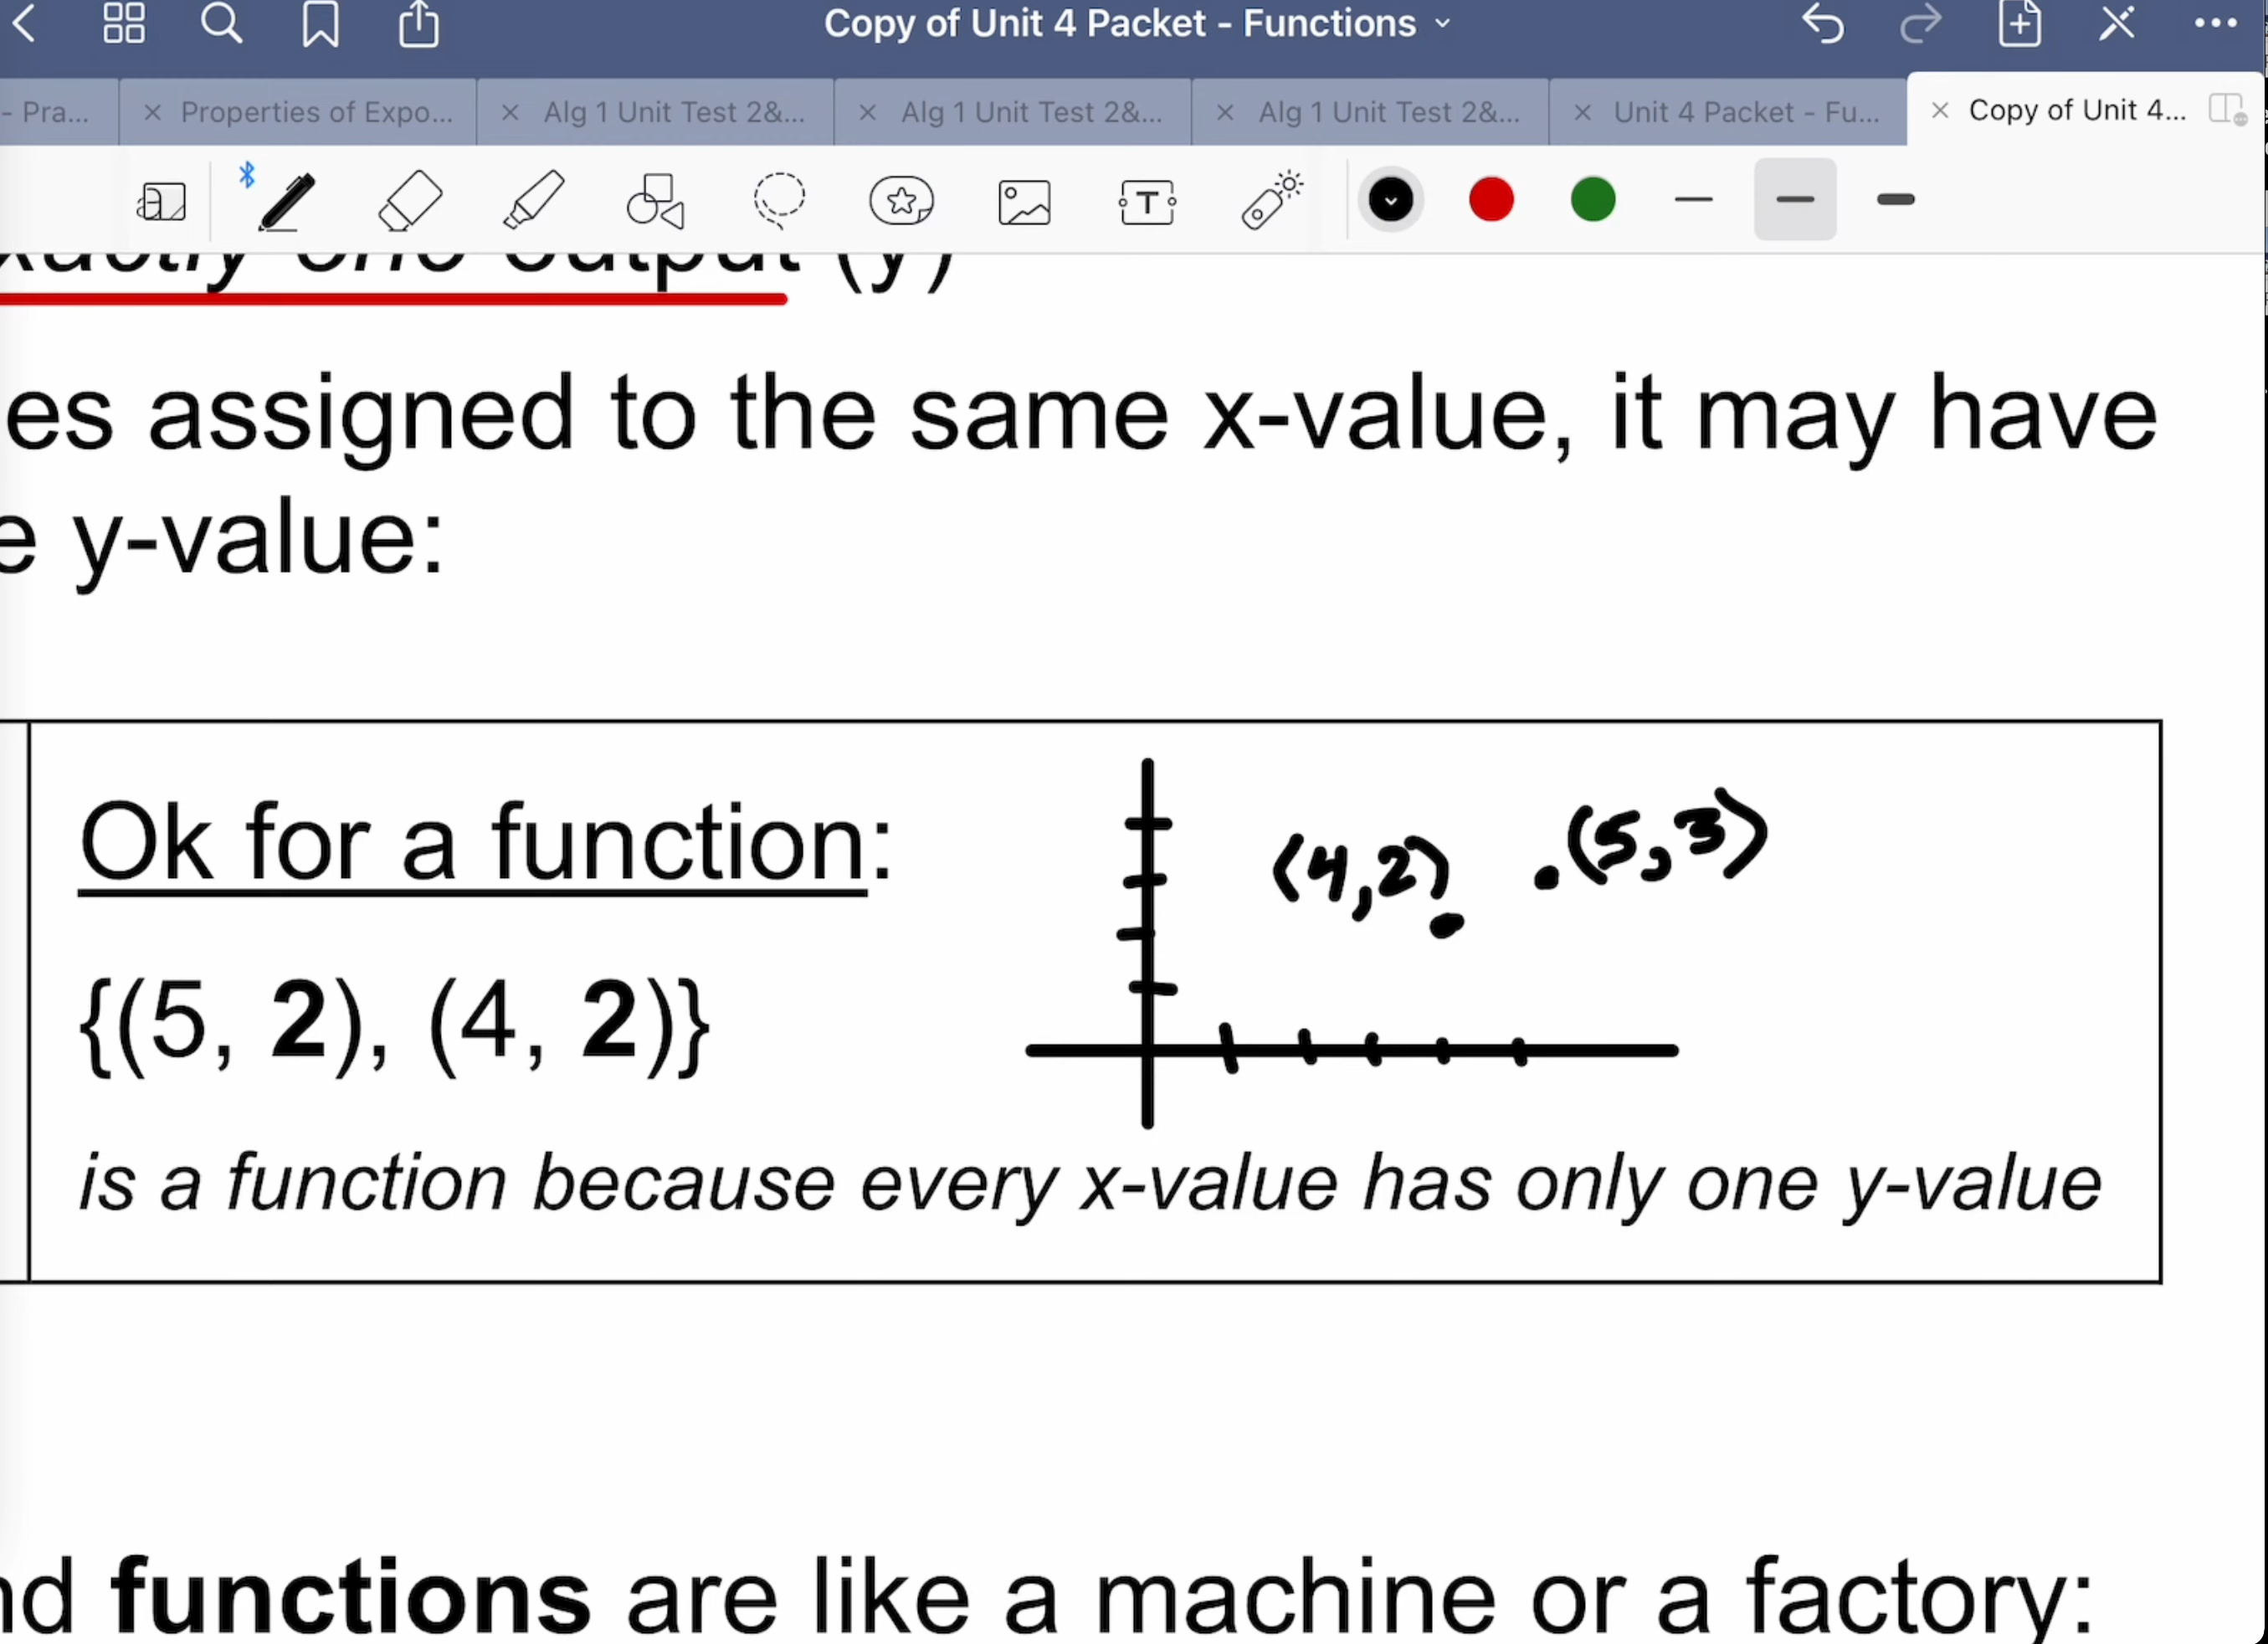 Copy of Unit 4 Packet - Functions
- Pra... Properties of Expo... Alg 1 Unit Test 2&... Alg 1 Unit Test 2&... Alg 1 Unit Test 2&... Unit 4 Packet - Fu... Copy of Unit 4...
one output (y)
es assigned to the same x-value, it may have
e y-value:
Ok for a function:
(4,2) (5,3)
{(5, 2), (4, 2)}
is a function because every x-value has only one y-value
nd functions are like a machine or a factory: